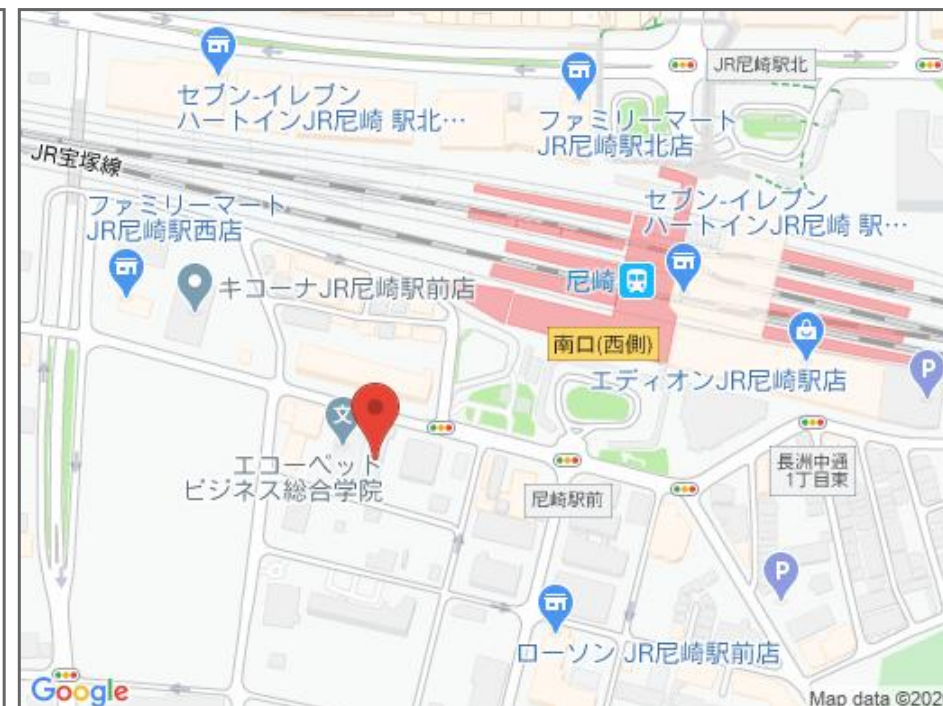 JR尼崎駅北
セブン-イレブン
ハートインJR尼崎 駅北…
ファミリーマート
JR尼崎駅北店
JR宝塚線
セブン-イレブン
ハートインJR尼崎 駅…
ファミリーマート
JR尼崎駅西店
キコーナJR尼崎駅前店
尼崎
南口(西側)
エディオンJR尼崎駅店
P
文
エコーペット
ビジネス総合学院
長洲中通
1丁目東
尼崎駅前
P
ローソン JR尼崎駅前店
Google
Map data ©202